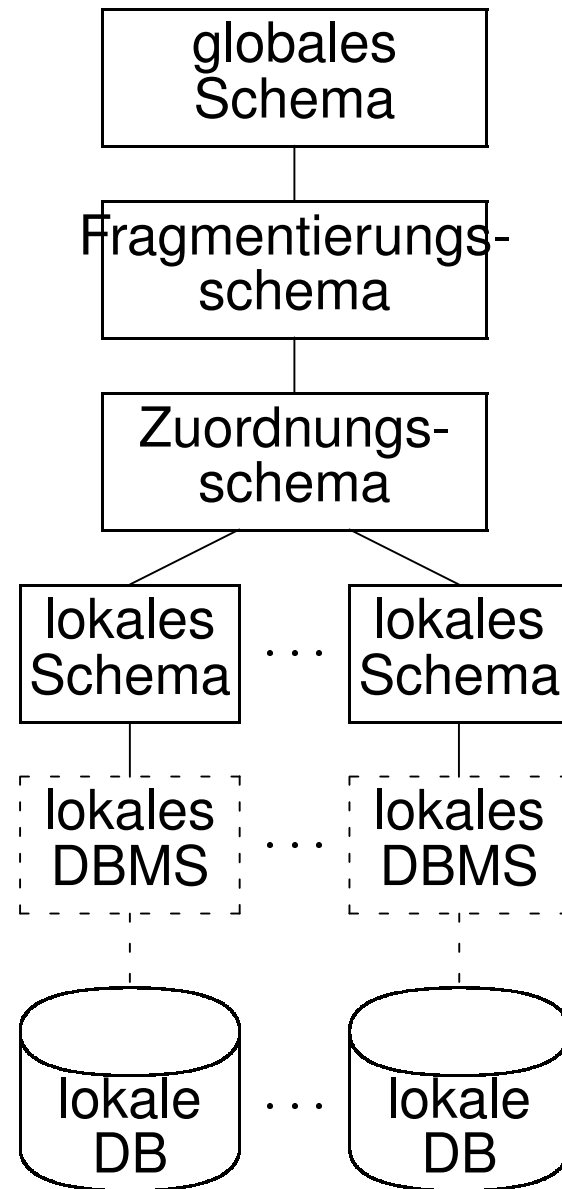 globales
Schema
Fragmentierungs-
schema
Zuordnungs-
schema
lokales
Schema
. . .
lokales
Schema
lokales
DBMS
. . .
lokales
DBMS
lokale
DB
. . .
lokale
DB